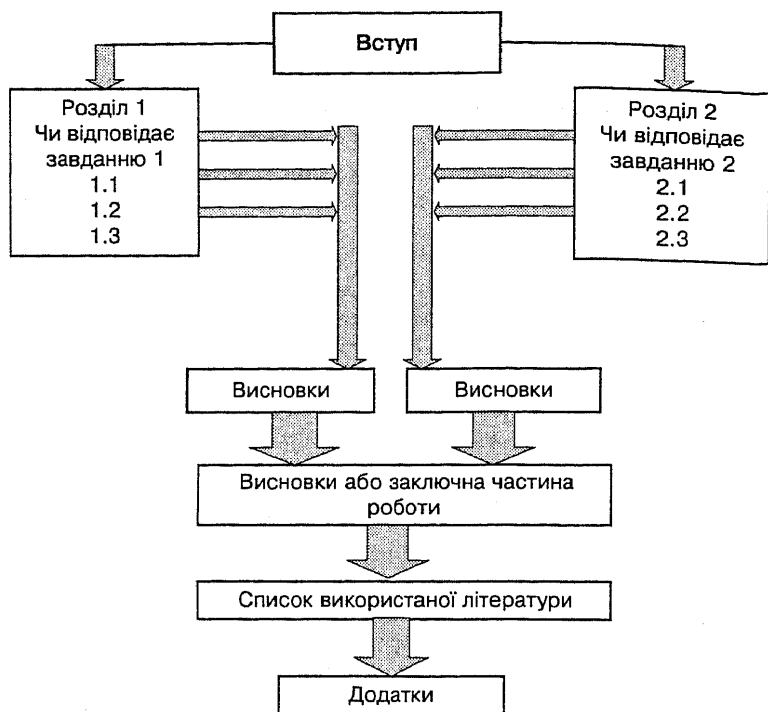 Вступ
Розділ 1
Чи відповідає
завданню 1
1.1
1.2
1.3
Розділ 2
Чи відповідає
завданню 2
2.1
2.2
2.3
Висновки
Висновки
Висновки або заключна частина
роботи
Список використаної літератури
Додатки